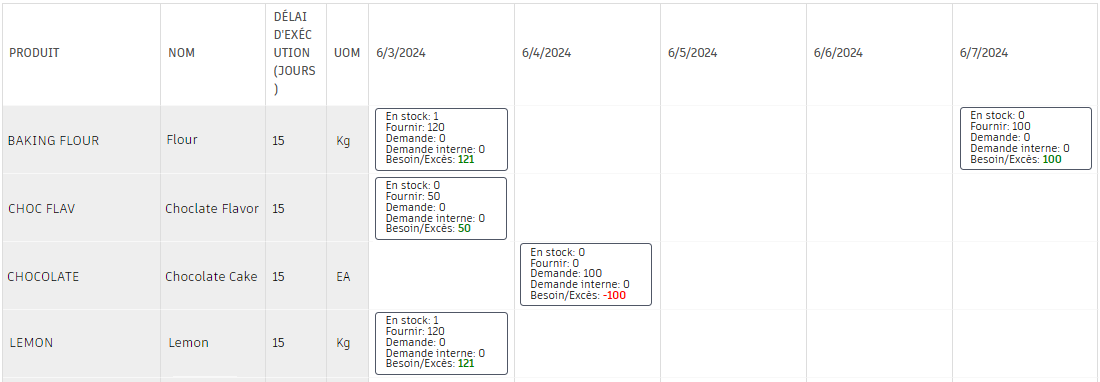 DÉLAI
D'EXÉC
PRODUIT NOM UTION UOM 6/3/2024 6/4/2024 6/5/2024 6/6/2024 6/7/2024
(JOURS
)
BAKING FLOUR Flour 15 Kg
En stock: 1
Fournir: 120
Demande: 0
Demande interne: 0
Besoin/Excès: 121
En stock: 0
Fournir: 100
Demande: 0
Demande interne: 0
Besoin/Excès: 100
CHOC FLAV Choclate Flavor 15
En stock: 0
Fournir: 50
Demande: 0
Demande interne: 0
Besoin/Excès: 50
CHOCOLATE Chocolate Cake 15 EA
En stock: 0
Fournir: 0
Demande: 100
Demande interne: 0
Besoin/Excès: -100
LEMON Lemon 15 Kg
En stock: 1
Fournir: 120
Demande: 0
Demande interne: 0
Besoin/Excès: 121